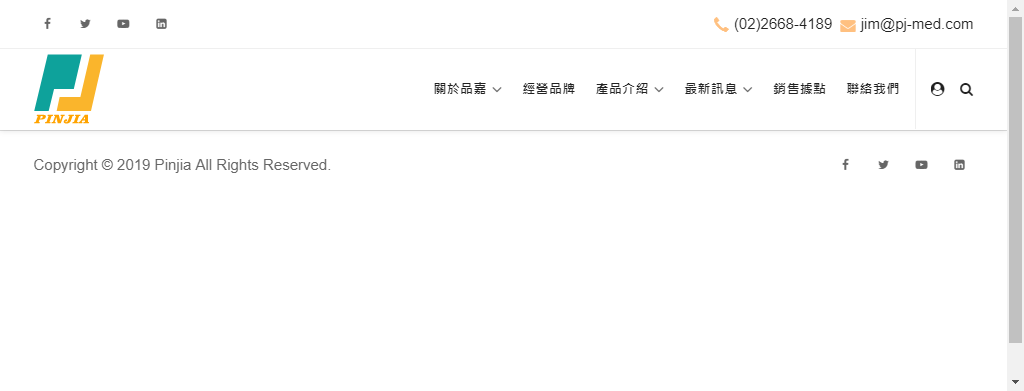 (02)2668-4189 jim@pj-med.com
PINJIA
關於品嘉 經營品牌 產品介紹 最新訊息 銷售據點 聯絡我們
Copyright © 2019 Pinjia All Rights Reserved.